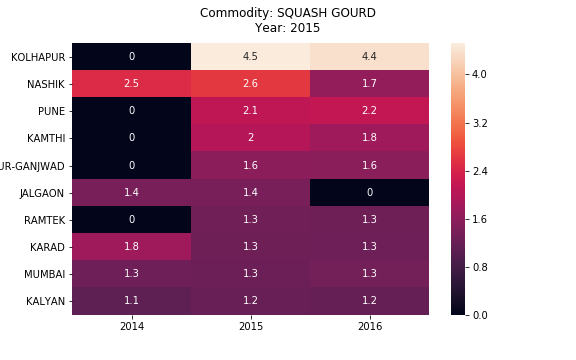 Commodity: SQUASH GOURD
Year: 2015
KOLHAPUR 0 4.5 4.4
NASHIK 2.5 2.6 1.7
PUNE 0 2.1 2.2
KAMTHI 0 2 1.8
UR-GANJWAD 0 1.6 1.6
JALGAON 1.4 1.4 0
RAMTEK 0 1.3 1.3
KARAD 1.8 1.3 1.3
MUMBAI 1.3 1.3 1.3
KALYAN 1.1 1.2 1.2
2014 2015 2016
4.0
3.2
2.4
1.6
0.8
0.0